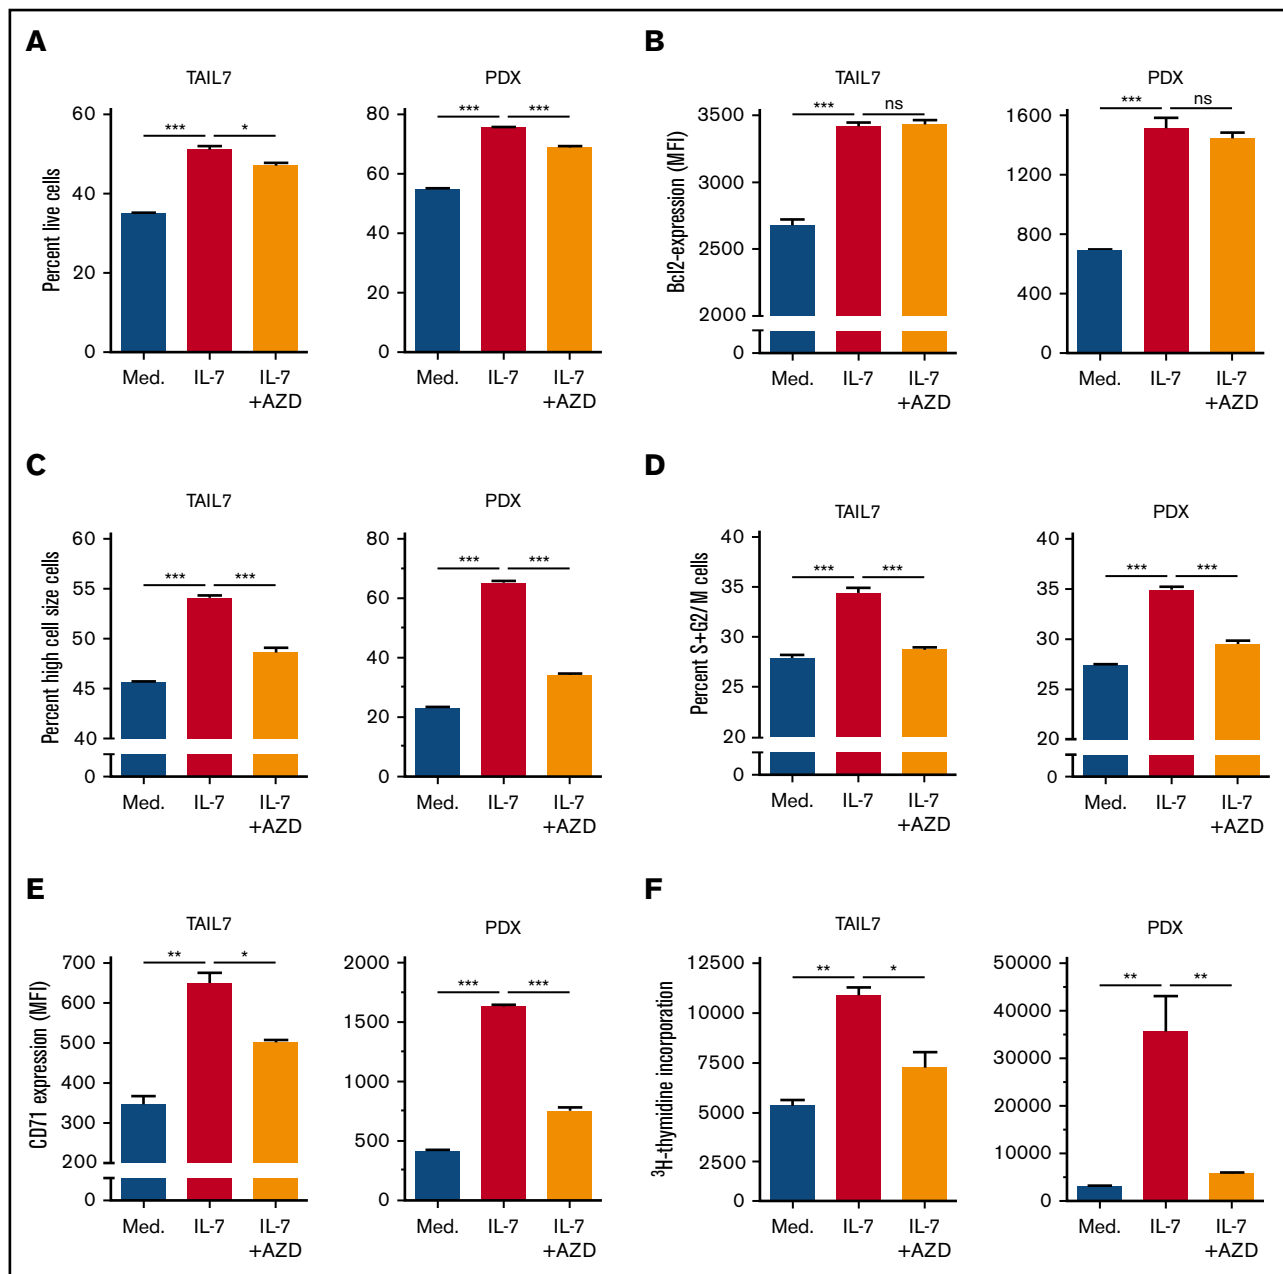 A
TAIL7
Percent live cells
60
40
20
0
***
*
Med.
IL-7
IL-7
+AZD
PDX
80
60
40
20
0
***
***
Med.
IL-7
IL-7
+AZD
B
TAIL7
Bcl2-expression (MFI)
3500
3000
2500
2000
0
***
ns
Med.
IL-7
IL-7
+AZD
PDX
1600
1200
800
400
0
***
ns
Med.
IL-7
IL-7
+AZD
C
TAIL7
Percent high cell size cells
60
55
50
45
40
0
***
***
Med.
IL-7
IL-7
+AZD
PDX
80
60
40
20
0
***
***
Med.
IL-7
IL-7
+AZD
D
TAIL7
Percent S+G2/M cells
40
35
30
25
20
0
***
***
Med.
IL-7
IL-7
+AZD
PDX
40
35
30
25
20
0
***
***
Med.
IL-7
IL-7
+AZD
E
TAIL7
CD71 expression (MFI)
700
600
500
400
300
200
0
**
*
Med.
IL-7
IL-7
+AZD
PDX
2000
1500
1000
500
0
***
***
Med.
IL-7
IL-7
+AZD
F
TAIL7
³H-thymidine incorporation
12500
10000
7500
5000
2500
0
**
*
Med.
IL-7
IL-7
+AZD
PDX
50000
40000
30000
20000
10000
0
**
**
Med.
IL-7
IL-7
+AZD